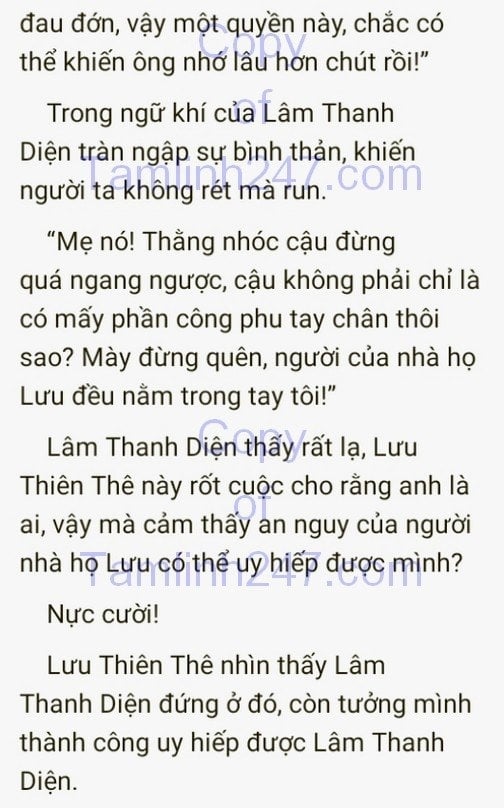 đau đớn, vậy một quyền này, chắc có
thể khiến ông nhớ lâu hơn chút rồi!”
Trong ngữ khí của Lâm Thanh
Diện tràn ngập sự bình thản, khiến
người ta không rét mà run.
“Mẹ nó! Thằng nhóc cậu đừng
quá ngang ngược, cậu không phải chỉ là
có mấy phần công phu tay chân thôi
sao? Mày đừng quên, người của nhà họ
Lưu đều nằm trong tay tôi!”
Lâm Thanh Diện thấy rất lạ, Lưu
Thiên Thê này rốt cuộc cho rằng anh là
ai, vậy mà cảm thấy an nguy của người
nhà họ Lưu có thể uy hiếp được mình?
Nực cười!
Lưu Thiên Thê nhìn thấy Lâm
Thanh Diện đứng ở đó, còn tưởng mình
thành công uy hiếp được Lâm Thanh
Diện.
Copy
of
Tamlinh247.com
Copy
of
Tamlinh247.com